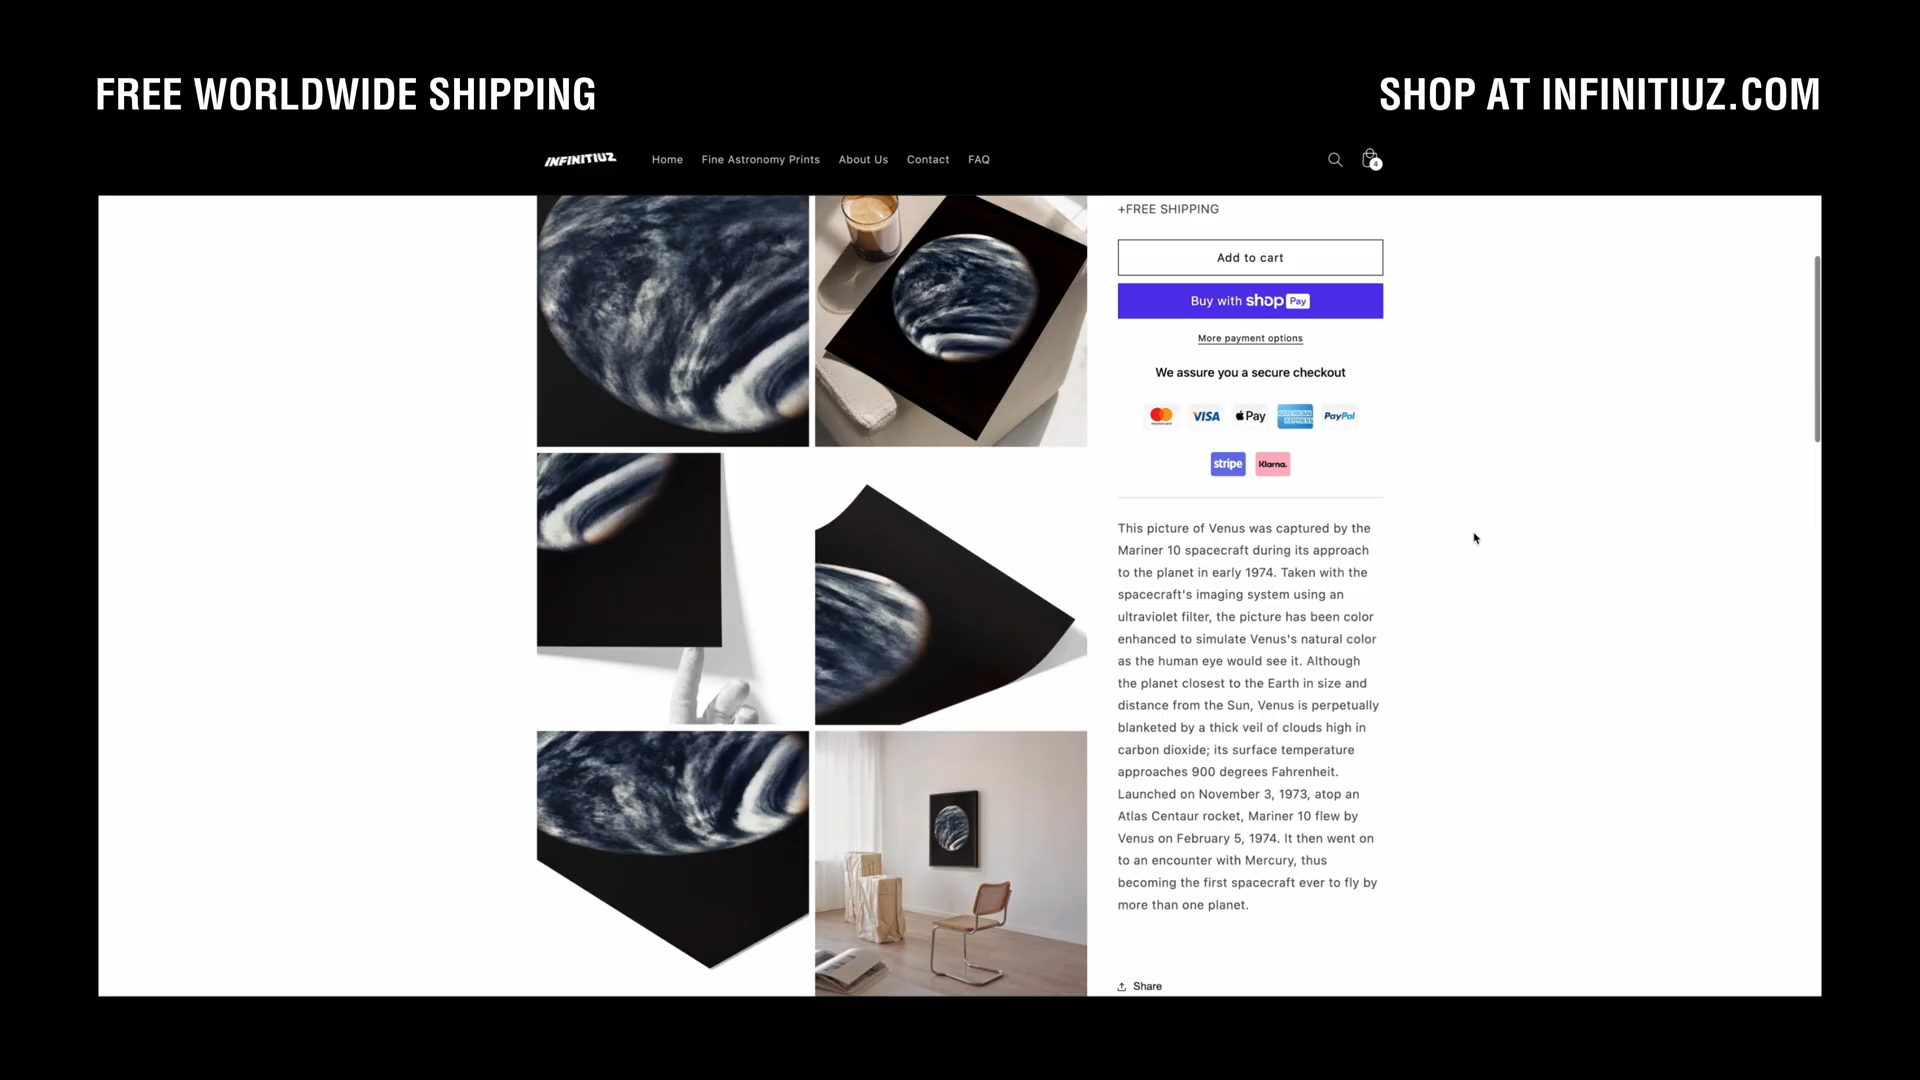 FREE WORLDWIDE SHIPPING
SHOP AT INFINITIUZ.COM
INFINITIUZ
Home
Fine Astronomy Prints
About Us
Contact
FAQ
4
+FREE SHIPPING
Add to cart
Buy with shop Pay
More payment options
We assure you a secure checkout
mastercard
VISA
Pay
AMERICAN EXPRESS
PayPal
stripe
Klarna.
This picture of Venus was captured by the
Mariner 10 spacecraft during its approach
to the planet in early 1974. Taken with the
spacecraft's imaging system using an
ultraviolet filter, the picture has been color
enhanced to simulate Venus's natural color
as the human eye would see it. Although
the planet closest to the Earth in size and
distance from the Sun, Venus is perpetually
blanketed by a thick veil of clouds high in
carbon dioxide; its surface temperature
approaches 900 degrees Fahrenheit.
Launched on November 3, 1973, atop an
Atlas Centaur rocket, Mariner 10 flew by
Venus on February 5, 1974. It then went on
to an encounter with Mercury, thus
becoming the first spacecraft ever to fly by
more than one planet.
Share